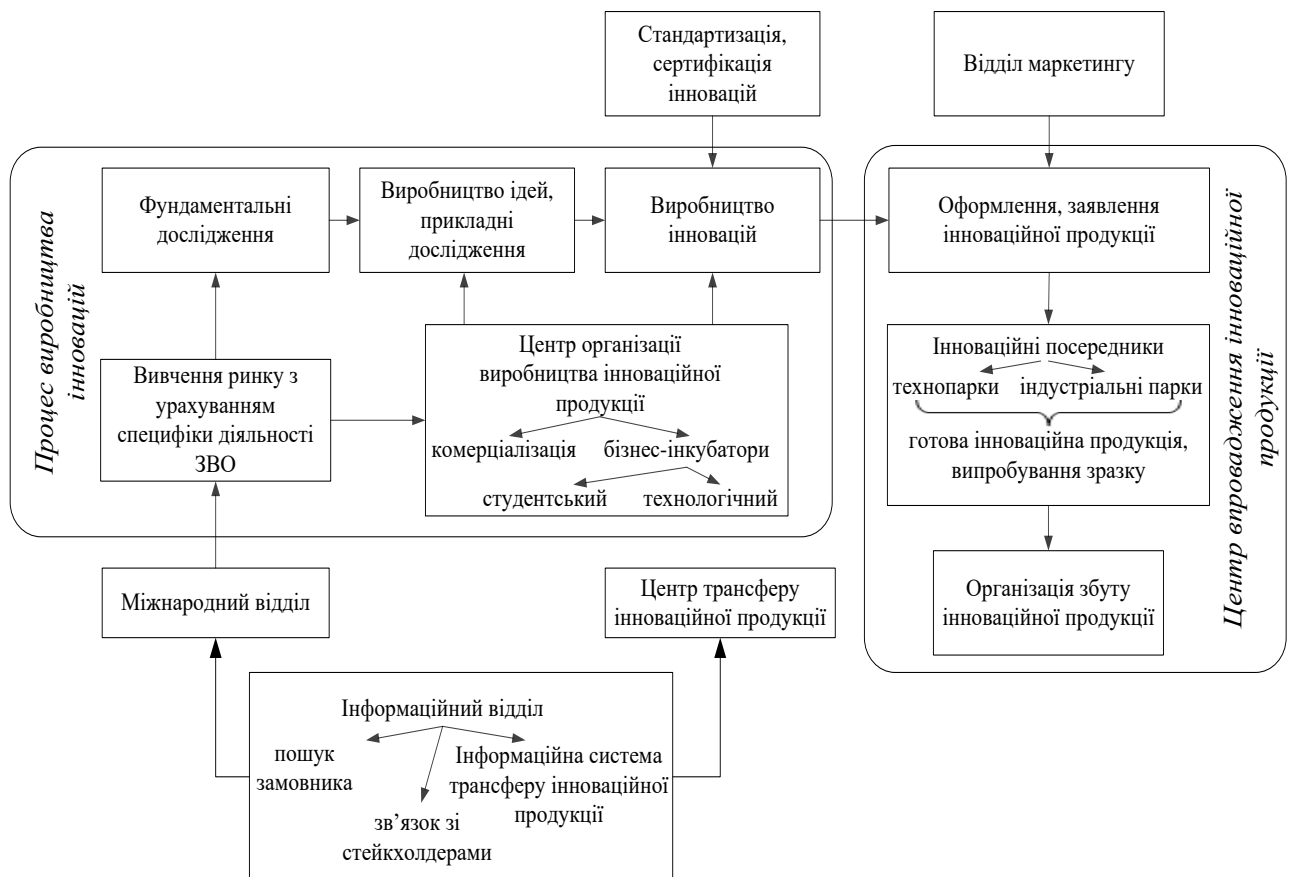 Стандартизація,
сертифікація
інновацій
Відділ маркетингу
Процес виробництва
інновацій
Фундаментальні
дослідження
Виробництво ідей,
прикладні
дослідження
Виробництво
інновацій
Оформлення, заявлення
інноваційної продукції
Вивчення ринку з
урахуванням
специфіки діяльності
ЗВО
Центр організації
виробництва інноваційної
продукції
комерціалізація
бізнес-інкубатори
студентський
технологічний
Інноваційні посередники
технопарки
індустріальні парки
готова інноваційна продукція,
випробування зразку
Організація збуту
інноваційної продукції
Центр впровадження інноваційної
продукції
Міжнародний відділ
Центр трансферу
інноваційної продукції
Інформаційний відділ
пошук
замовника
зв’язок зі
стейкхолдерами
Інформаційна система
трансферу інноваційної
продукції